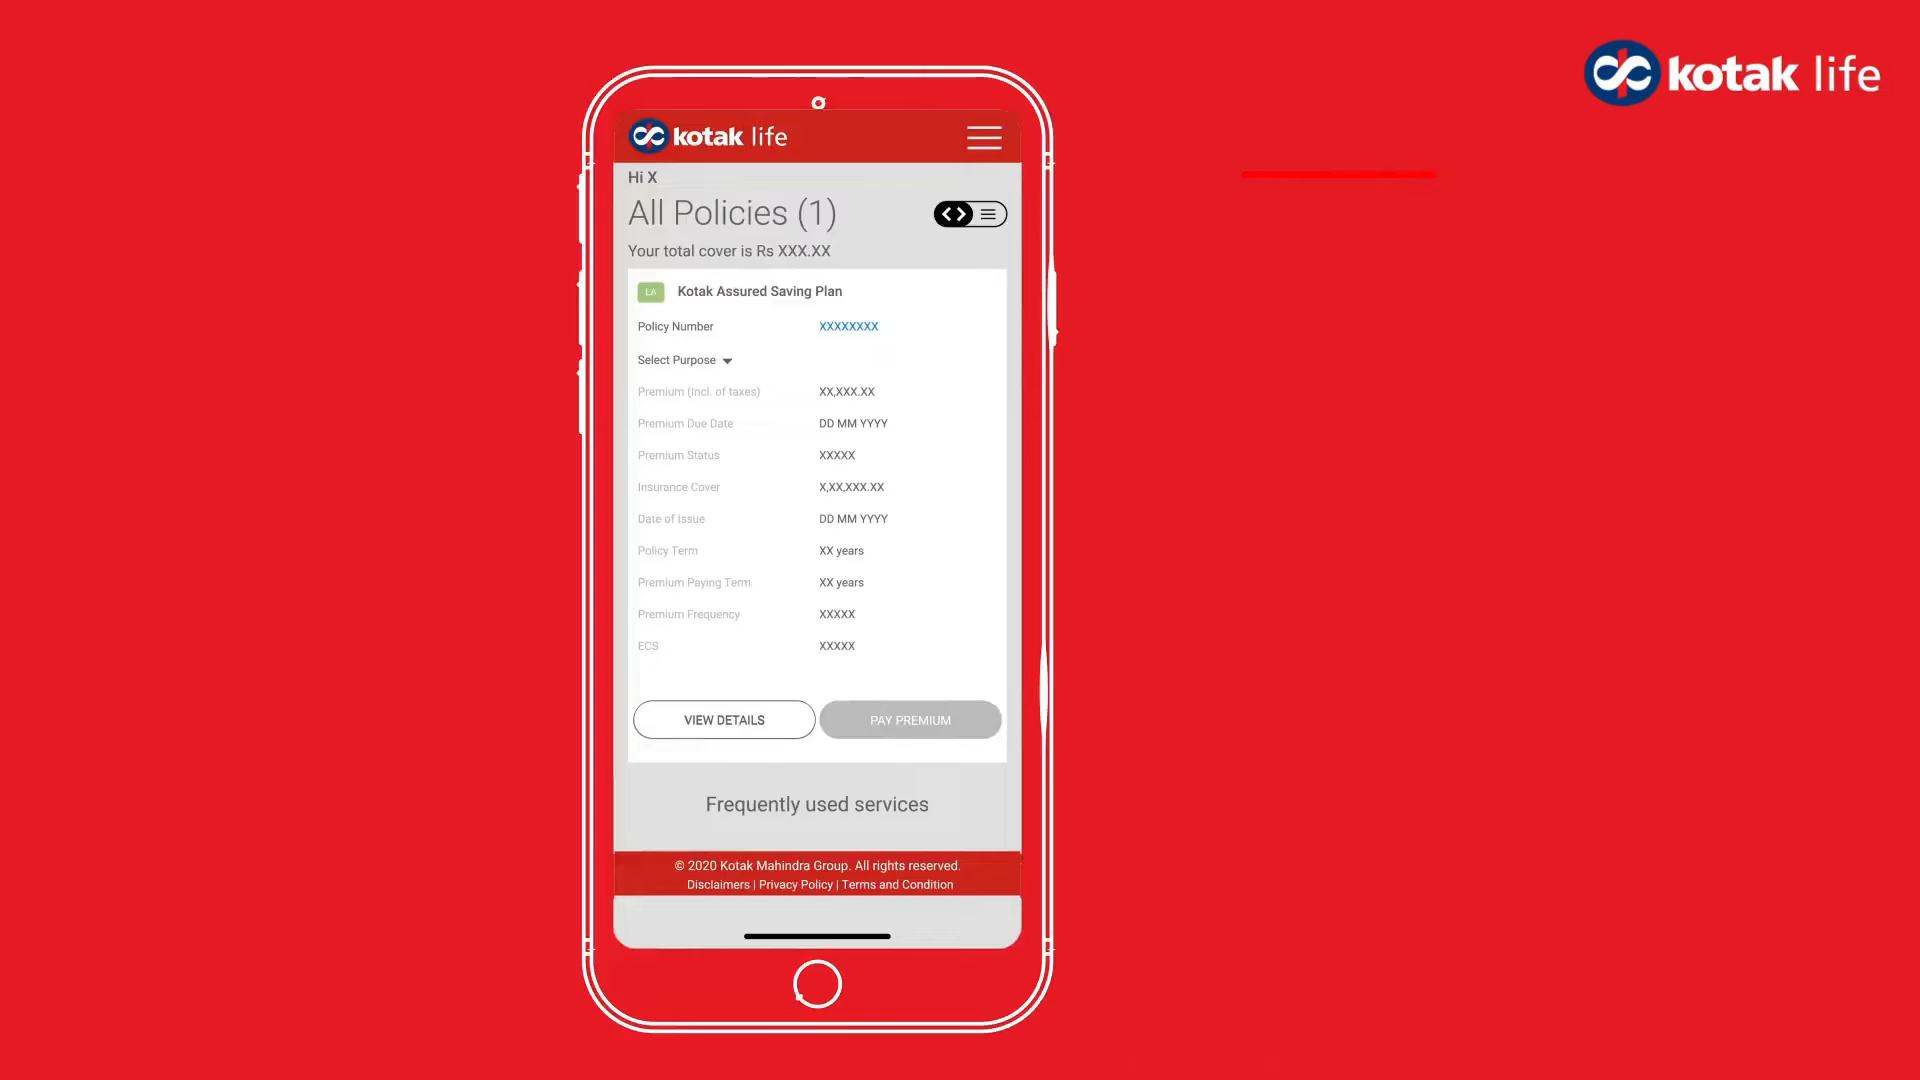 kotak life
kotak life
Hi X
All Policies (1)
Your total cover is Rs XXX.XX
LA Kotak Assured Saving Plan
Policy Number XXXXXXXX
Select Purpose
Premium (Incl. of taxes) XX,XXX.XX
Premium Due Date DD MM YYYY
Premium Status XXXXX
Insurance Cover X,XX,XXX.XX
Date of Issue DD MM YYYY
Policy Term XX years
Premium Paying Term XX years
Premium Frequency XXXXX
ECS XXXXX
VIEW DETAILS PAY PREMIUM
Frequently used services
© 2020 Kotak Mahindra Group. All rights reserved.
Disclaimers | Privacy Policy | Terms and Condition